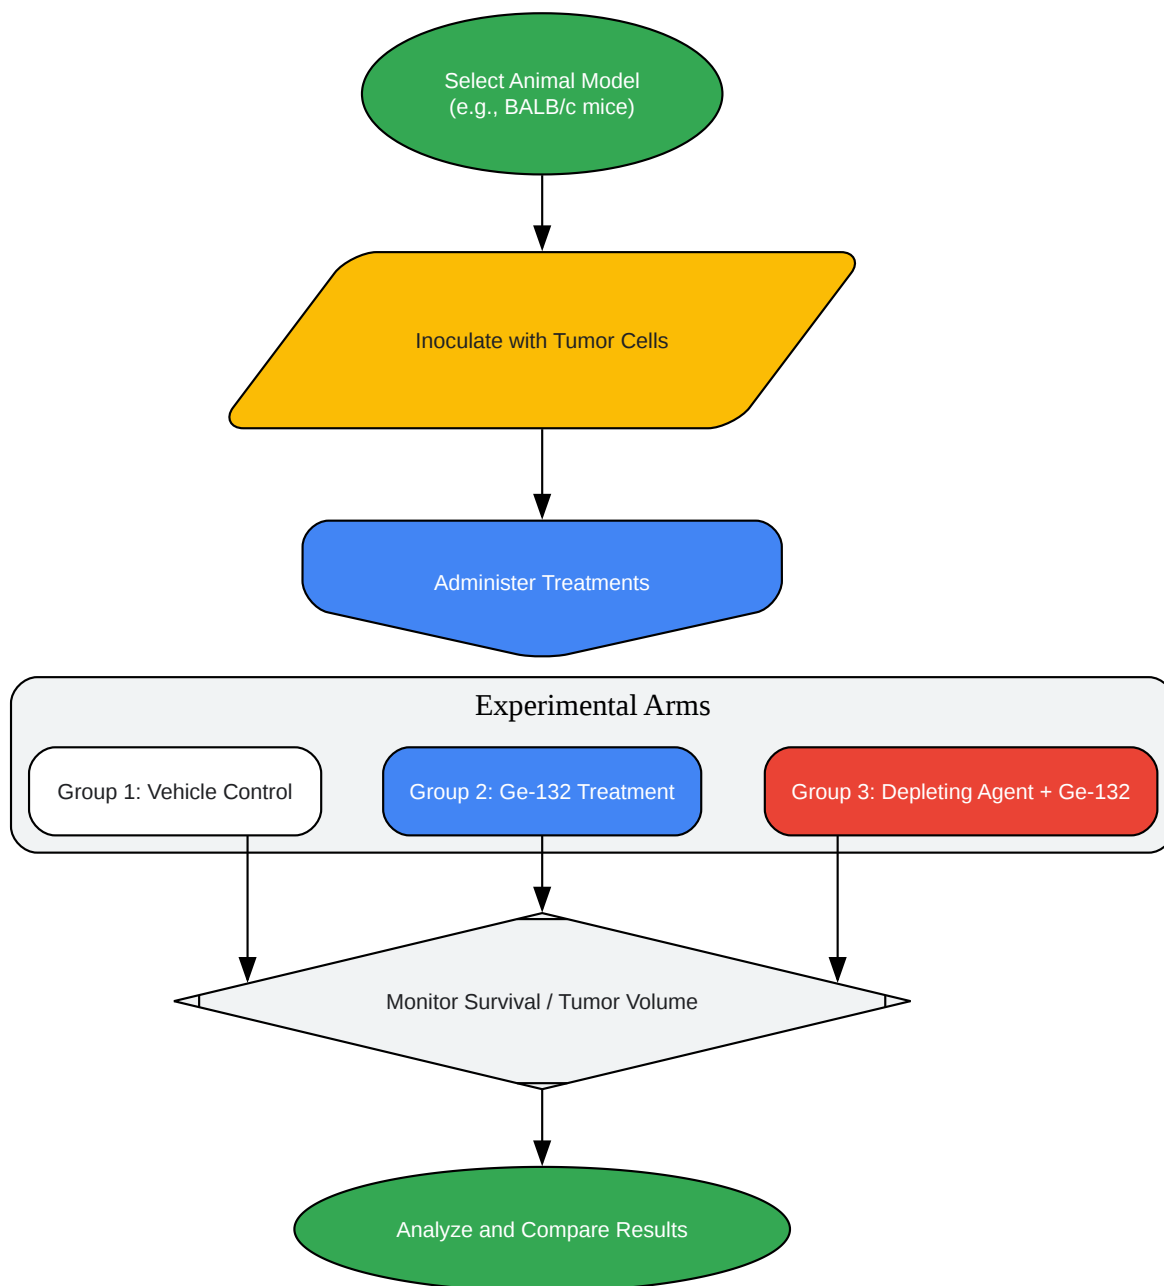 Select Animal Model
(e.g., BALB/c mice)
Inoculate with Tumor Cells
Administer Treatments
Experimental Arms
Group 1: Vehicle Control
Group 2: Ge-132 Treatment
Group 3: Depleting Agent + Ge-132
Monitor Survival / Tumor Volume
Analyze and Compare Results